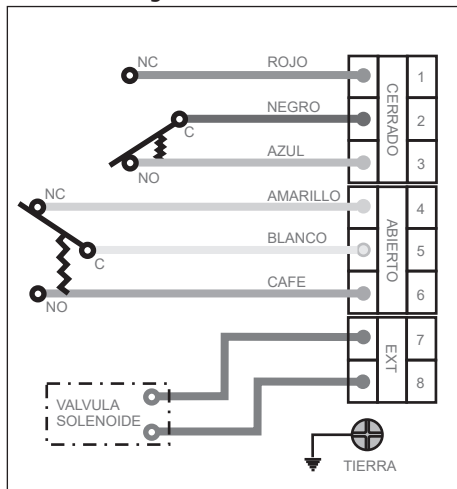 NC ROJO 1
NEGRO 2
C
AZUL 3
NO
CERRADO
NC AMARILLO 4
BLANCO 5
C
CAFE 6
NO
ABIERTO
7
EXT
8
VALVULA
SOLENOIDE
TIERRA